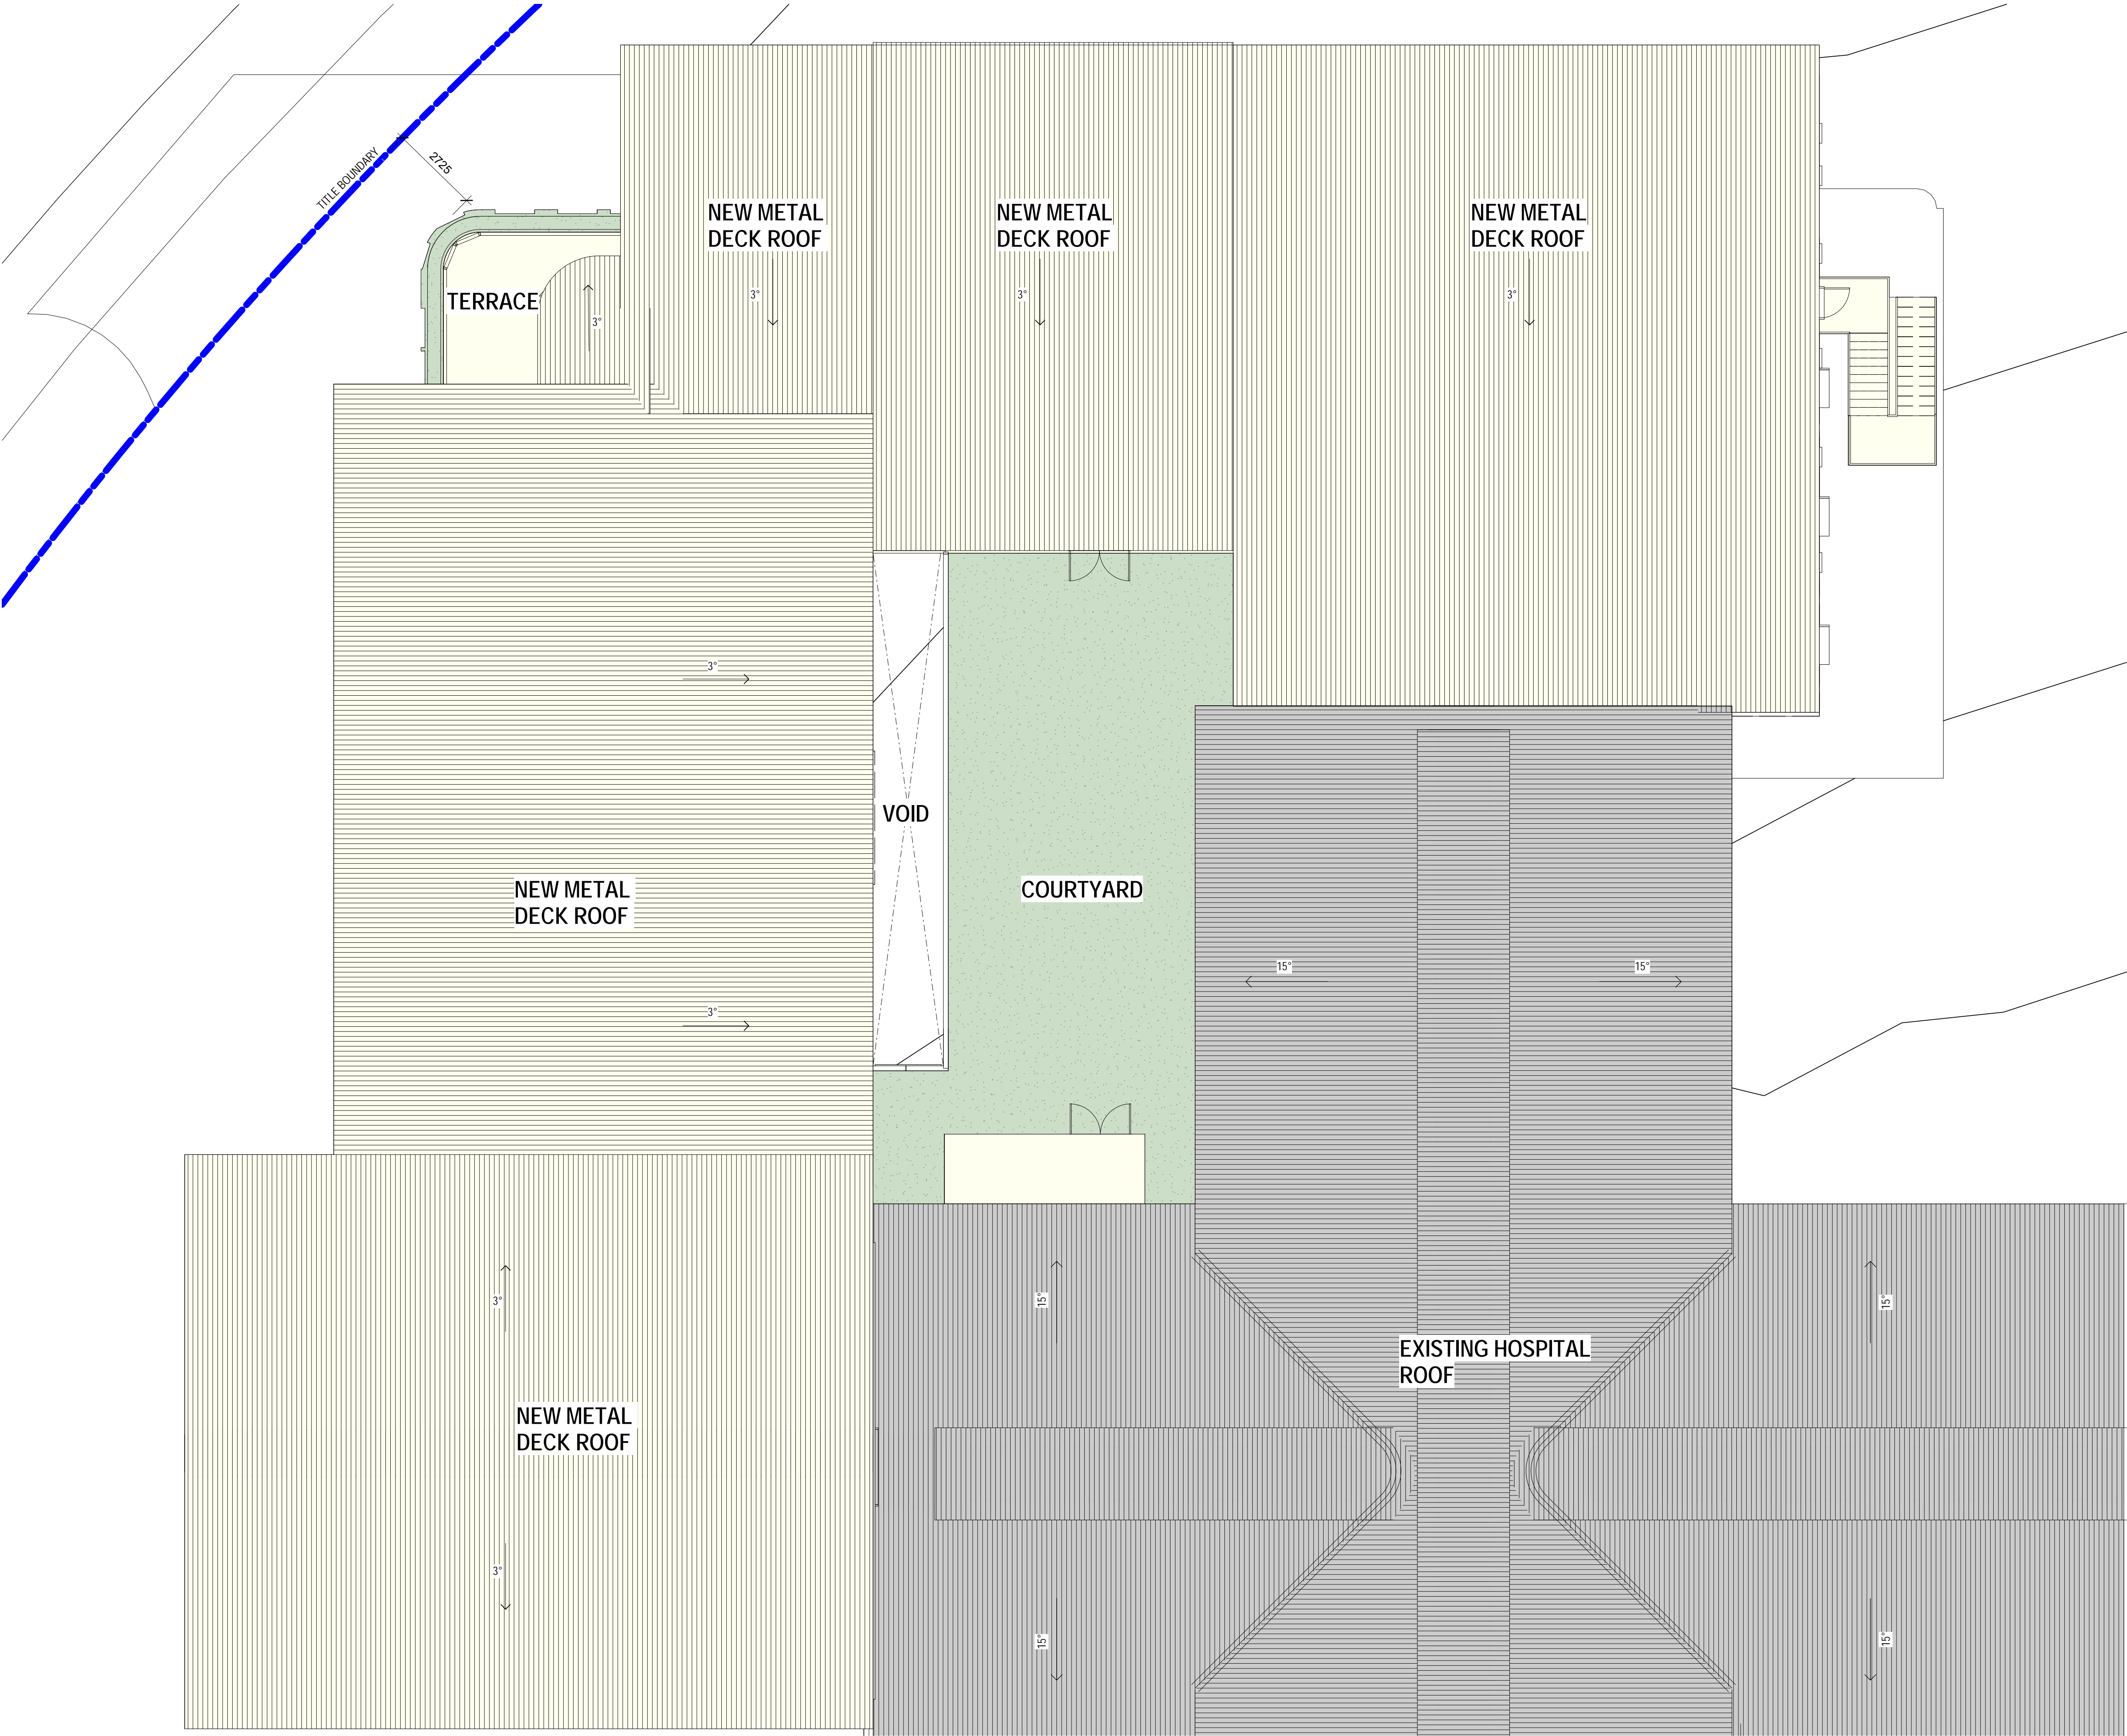 2725
TITLE BOUNDARY
NEW METAL
DECK ROOF
NEW METAL
DECK ROOF
NEW METAL
DECK ROOF
TERRACE
3°
3°
3°
3°
3°
VOID
NEW METAL
DECK ROOF
COURTYARD
15°
15°
3°
3°
15°
15°
EXISTING HOSPITAL
ROOF
NEW METAL
DECK ROOF
3°
15°
15°